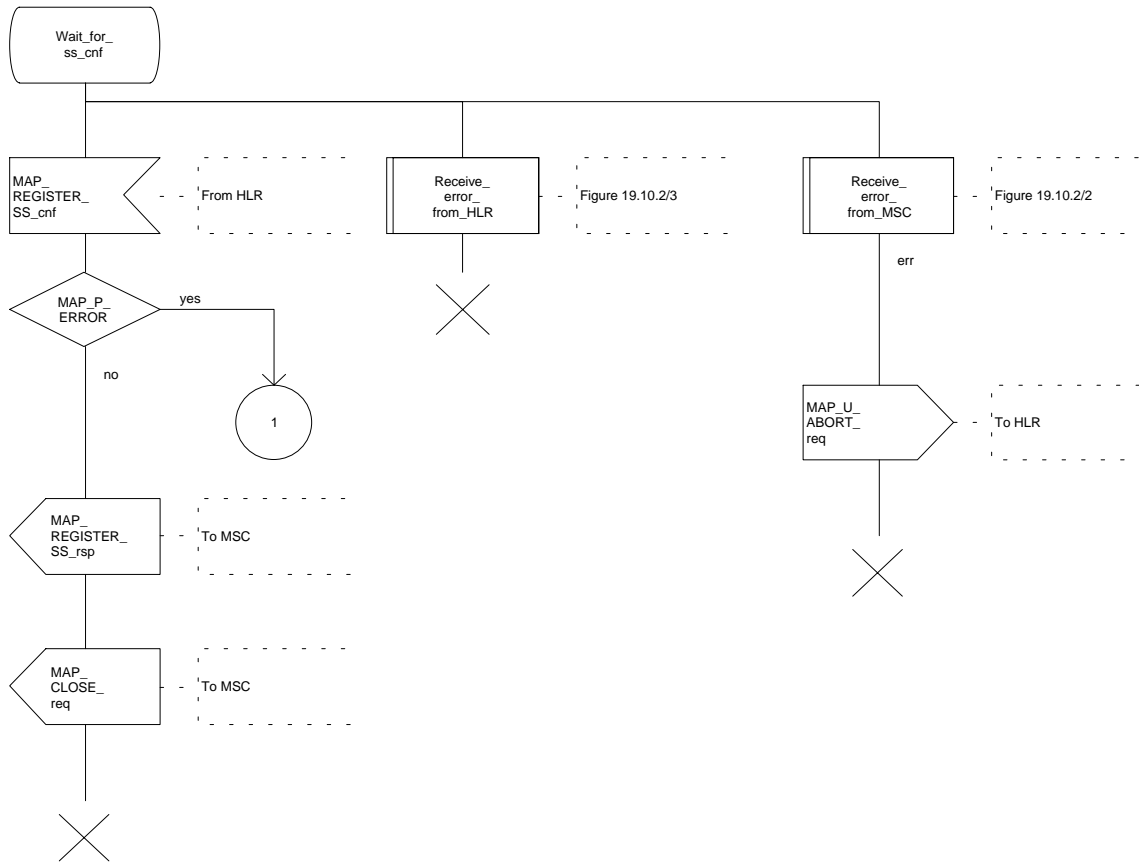 Wait_for_
ss_cnf
MAP_
REGISTER_
SS_cnf
From HLR
Receive_
error_
from_HLR
Figure 19.10.2/3
Receive_
error_
from_MSC
Figure 19.10.2/2
err
MAP_P_
ERROR
yes
no
1
MAP_U_
ABORT_
req
To HLR
MAP_
REGISTER_
SS_rsp
To MSC
MAP_
CLOSE_
req
To MSC